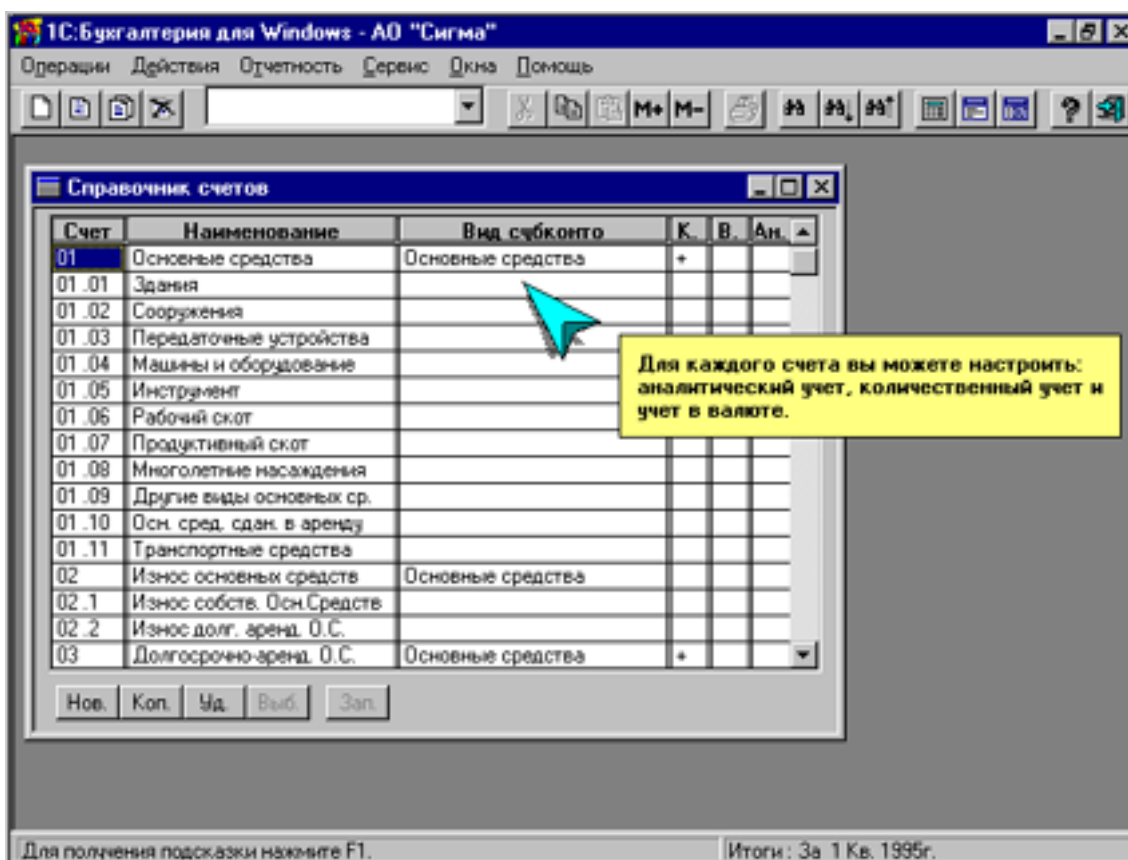 1С:Бухгалтерия для Windows - АО "Сигма"
Операции Действия Отчетность Сервис Окна Помощь
M+ M- ?
Справочник счетов
Счет Наименование Вид субконто К. В. Ан.
01 Основные средства Основные средства +
01 .01 Здания
01 .02 Сооружения
01 .03 Передаточные устройства
01 .04 Машины и оборудование
01 .05 Инструмент
01 .06 Рабочий скот
01 .07 Продуктивный скот
01 .08 Многолетние насаждения
01 .09 Другие виды основных ср.
01 .10 Осн. сред. сдан. в аренду
01 .11 Транспортные средства
02 Износ основных средств Основные средства
02 .1 Износ собств. Осн.Средств
02 .2 Износ долг. аренд. О.С.
03 Долгосрочно-аренд. О.С. Основные средства +
Для каждого счета вы можете настроить:
аналитический учет, количественный учет и
учет в валюте.
Нов. Коп. Уд. Выб. Зап.
Для получения подсказки нажмите F1. Итоги : За 1 Кв. 1995г.